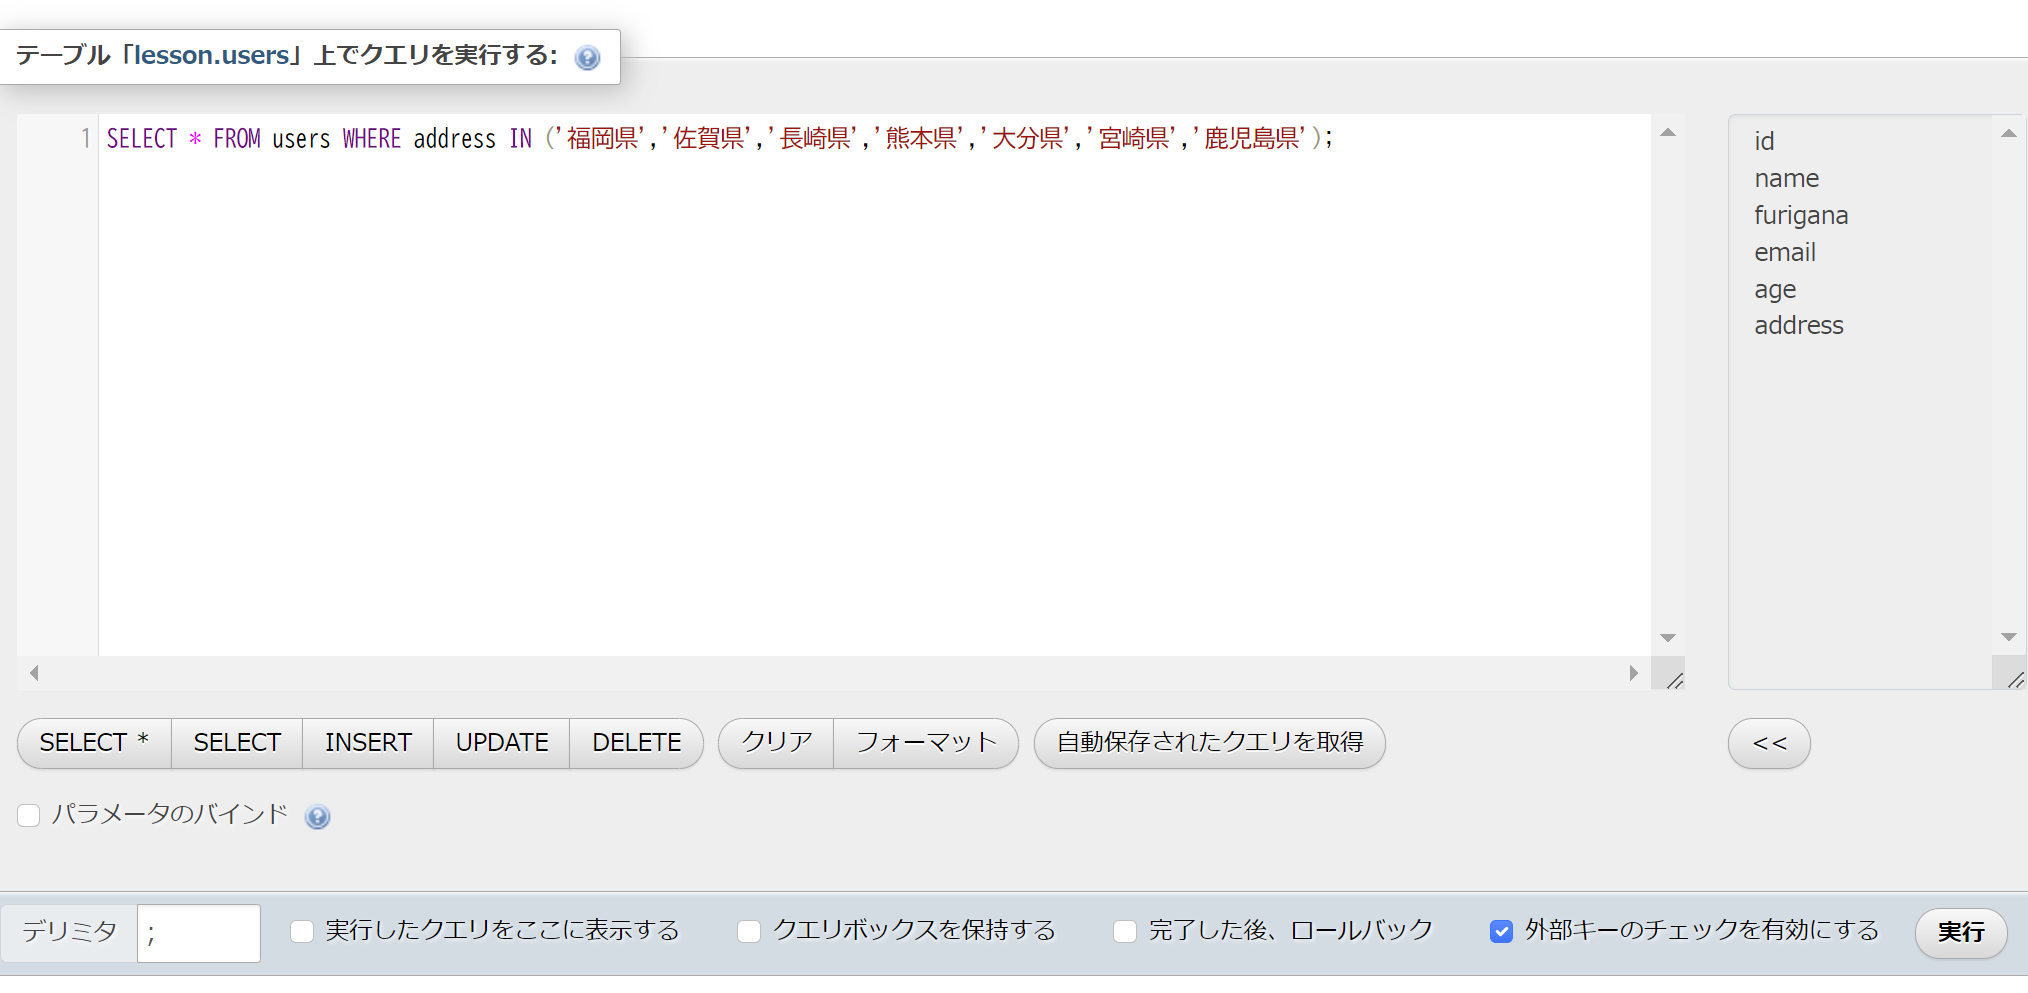 テーブル「lesson.users」上でクエリを実行する:
1 SELECT * FROM users WHERE address IN ('福岡県','佐賀県','長崎県','熊本県','大分県','宮崎県','鹿児島県');
id
name
furigana
email
age
address
SELECT * SELECT INSERT UPDATE DELETE クリア フォーマット 自動保存されたクエリを取得 <<
パラメータのバインド
デリミタ ; 実行したクエリをここに表示する クエリボックスを保持する 完了した後、ロールバック 外部キーのチェックを有効にする 実行